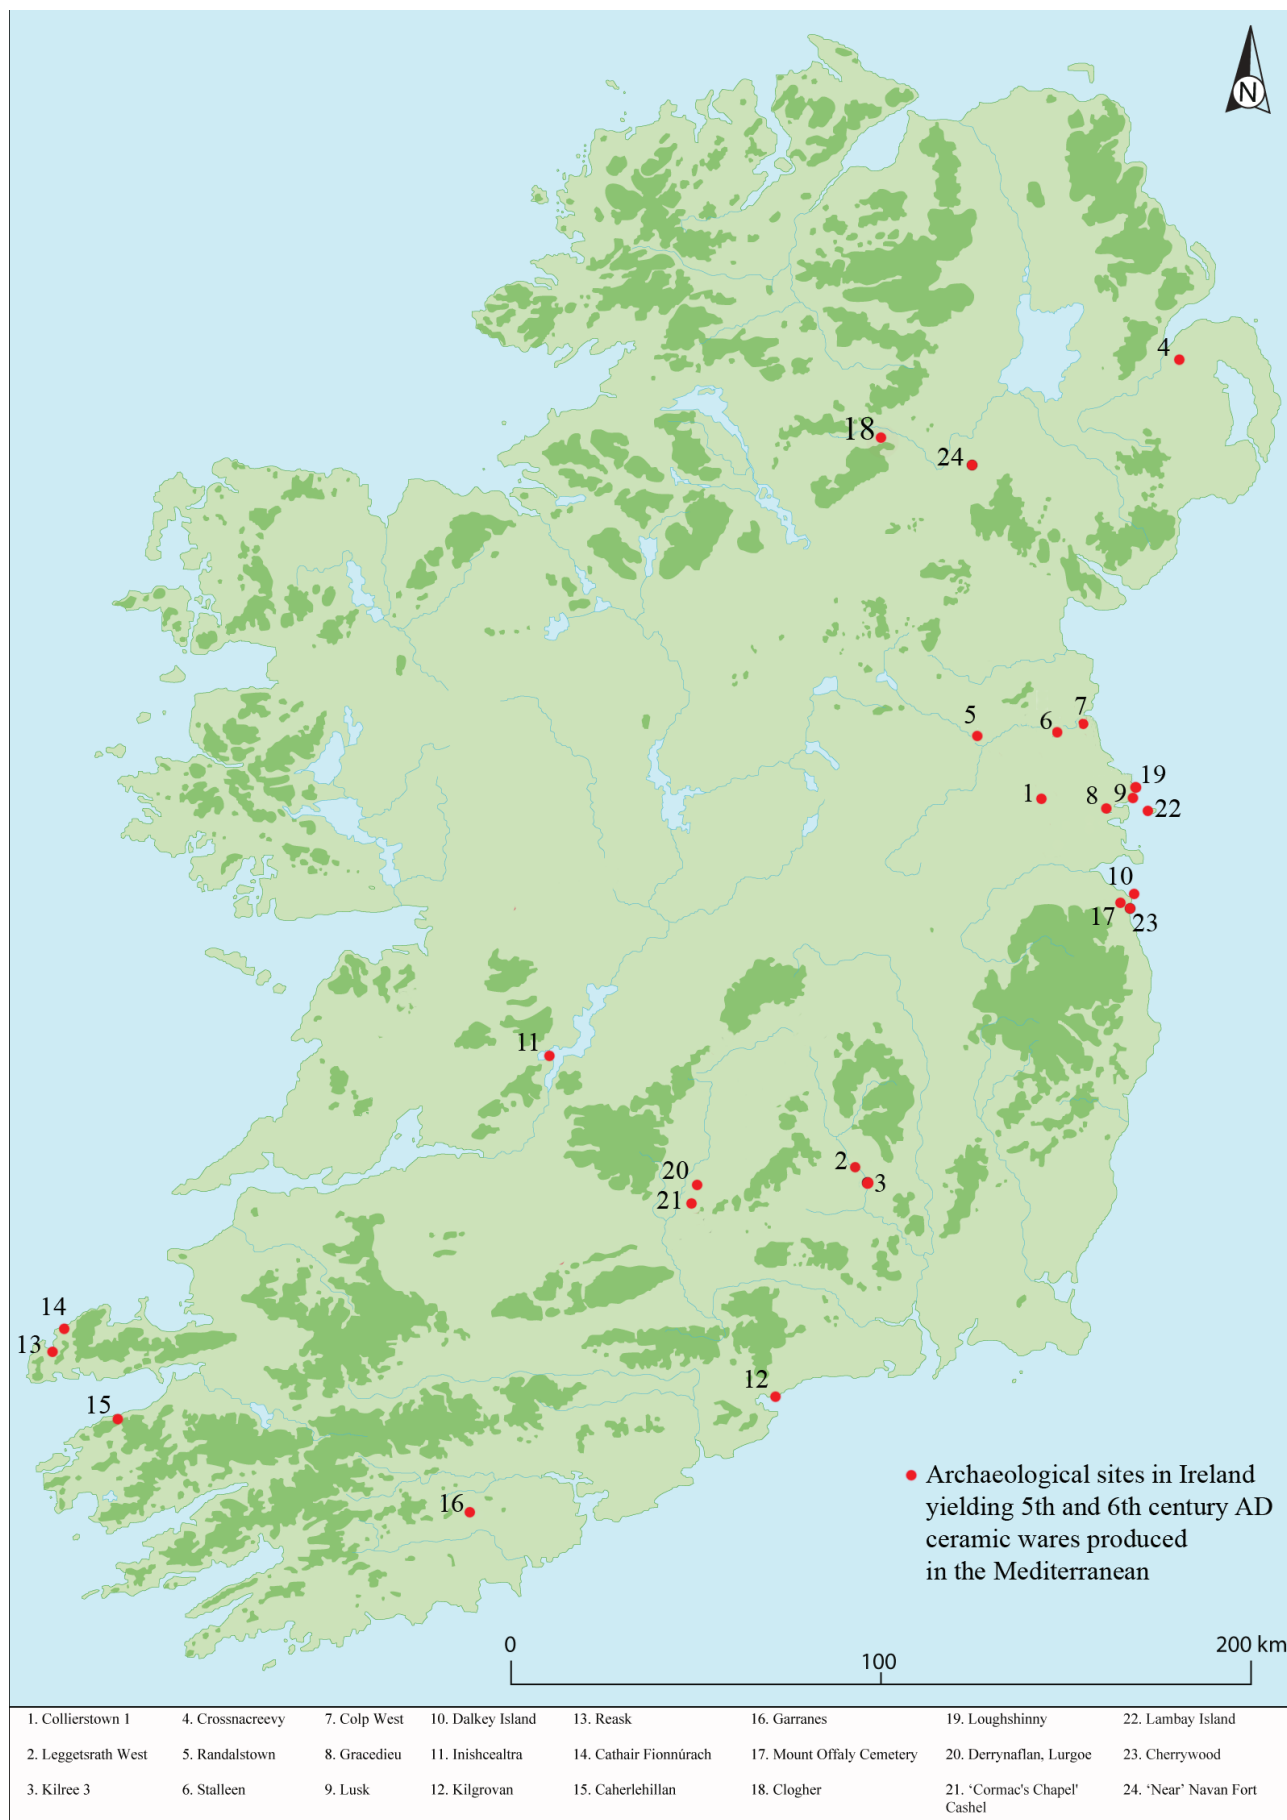 N
4
18
24
5
6
7
19
1
8
9
22
10
17
23
11
2
3
20
21
14
13
12
15
16
Archaeological sites in Ireland
yielding 5th and 6th century AD
ceramic wares produced
in the Mediterranean
0
100
200 km
1. Collierstown 1
2. Leggetsrath West
3. Kilree 3
4. Crossnacreevy
5. Randalstown
6. Stalleen
7. Colp West
8. Gracedieu
9. Lusk
10. Dalkey Island
11. Inishcealtra
12. Kilgrovan
13. Reask
14. Cathair Fionnúrach
15. Caherlehillan
16. Garranes
17. Mount Offaly Cemetery
18. Clogher
19. Loughshinny
20. Derrynaflan, Lurgoe
21. ‘Cormac's Chapel'
Cashel
22. Lambay Island
23. Cherrywood
24. ‘Near’ Navan Fort